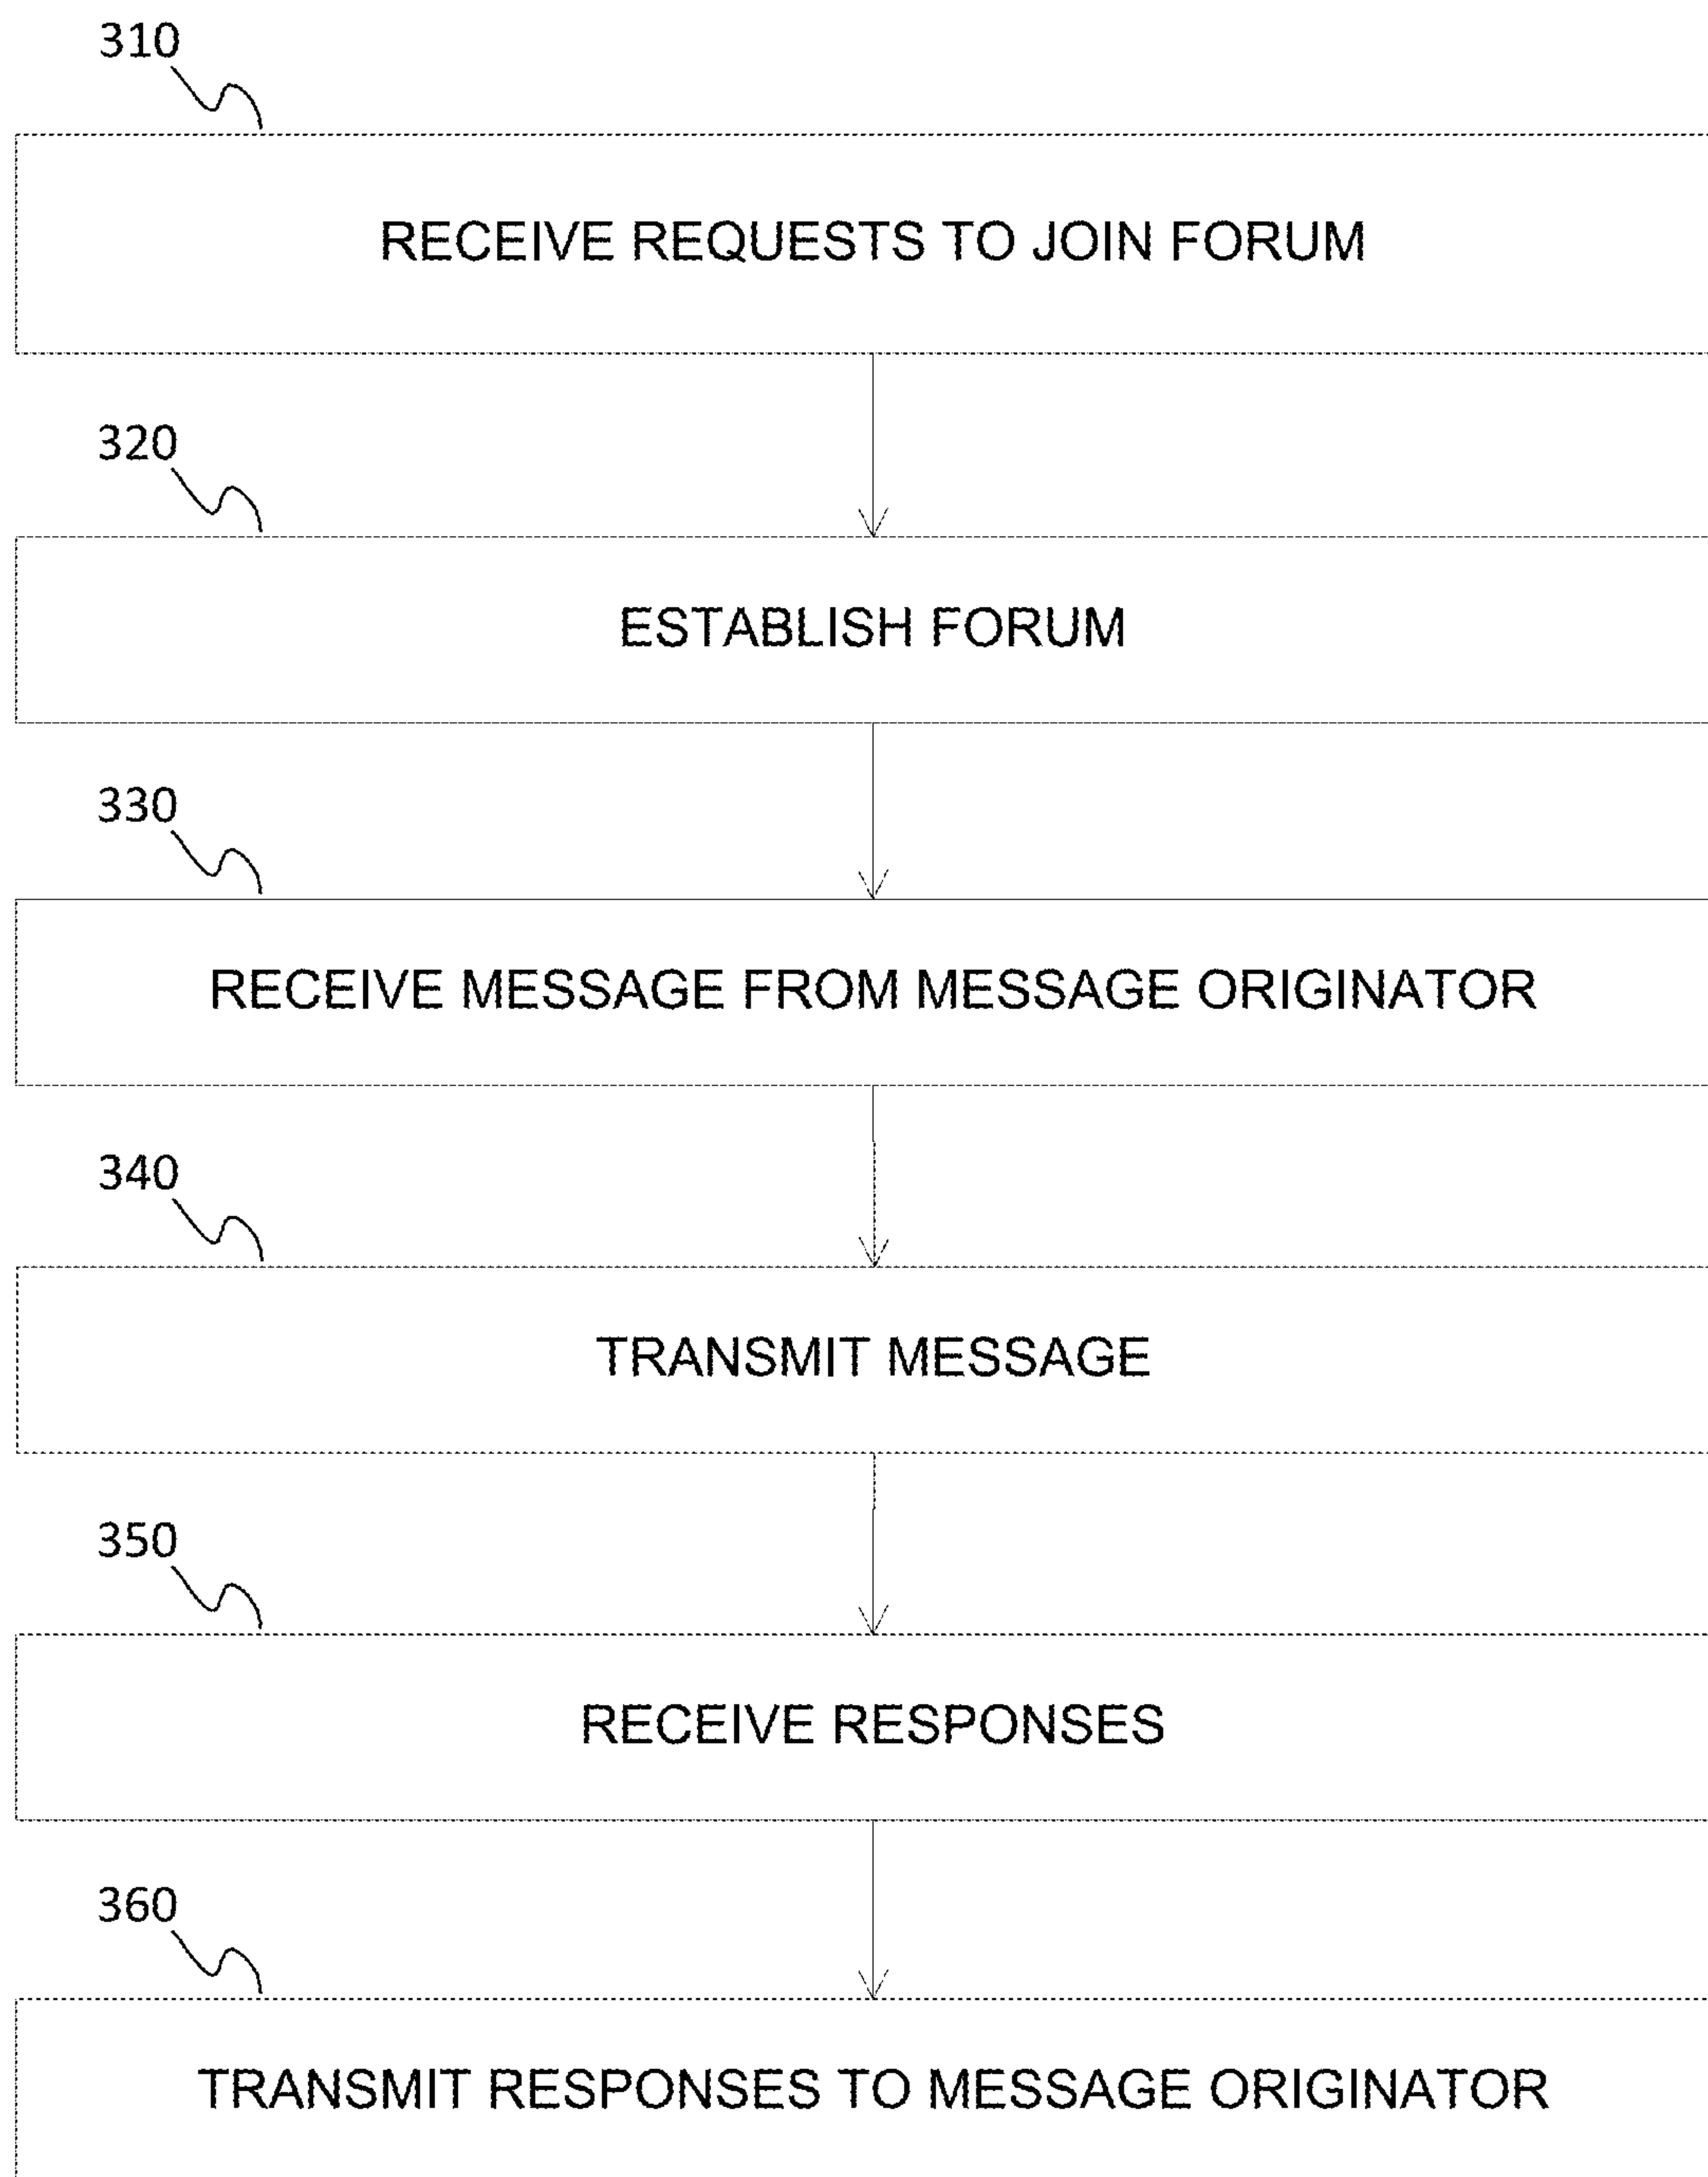 310
RECEIVE REQUESTS TO JOIN FORUM
320
ESTABLISH FORUM
330
RECEIVE MESSAGE FROM MESSAGE ORIGINATOR
340
TRANSMIT MESSAGE
350
RECEIVE RESPONSES
360
TRANSMIT RESPONSES TO MESSAGE ORIGINATOR